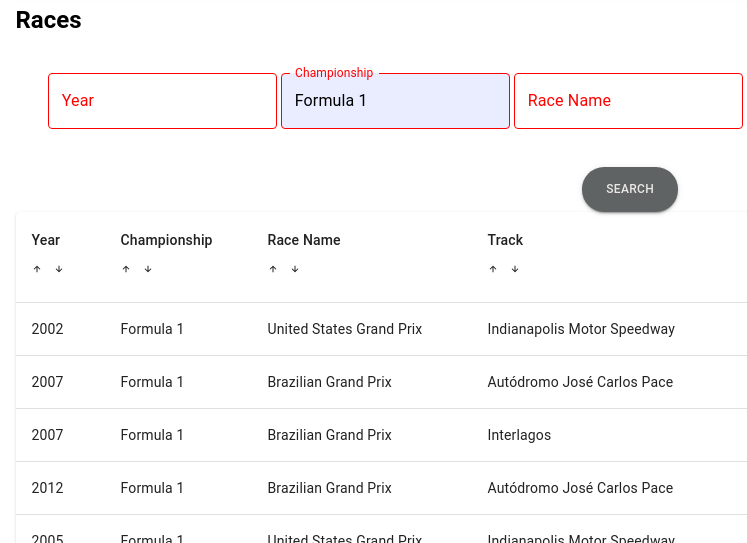 Races
Championship
Year Formula 1 Race Name
SEARCH
Year Championship Race Name Track
↑ ↓ ↑ ↓ ↑ ↓ ↑ ↓
2002 Formula 1 United States Grand Prix Indianapolis Motor Speedway
2007 Formula 1 Brazilian Grand Prix Autódromo José Carlos Pace
2007 Formula 1 Brazilian Grand Prix Interlagos
2012 Formula 1 Brazilian Grand Prix Autódromo José Carlos Pace
2005 Formula 1 United States Grand Prix Indianapolis Motor Speedway